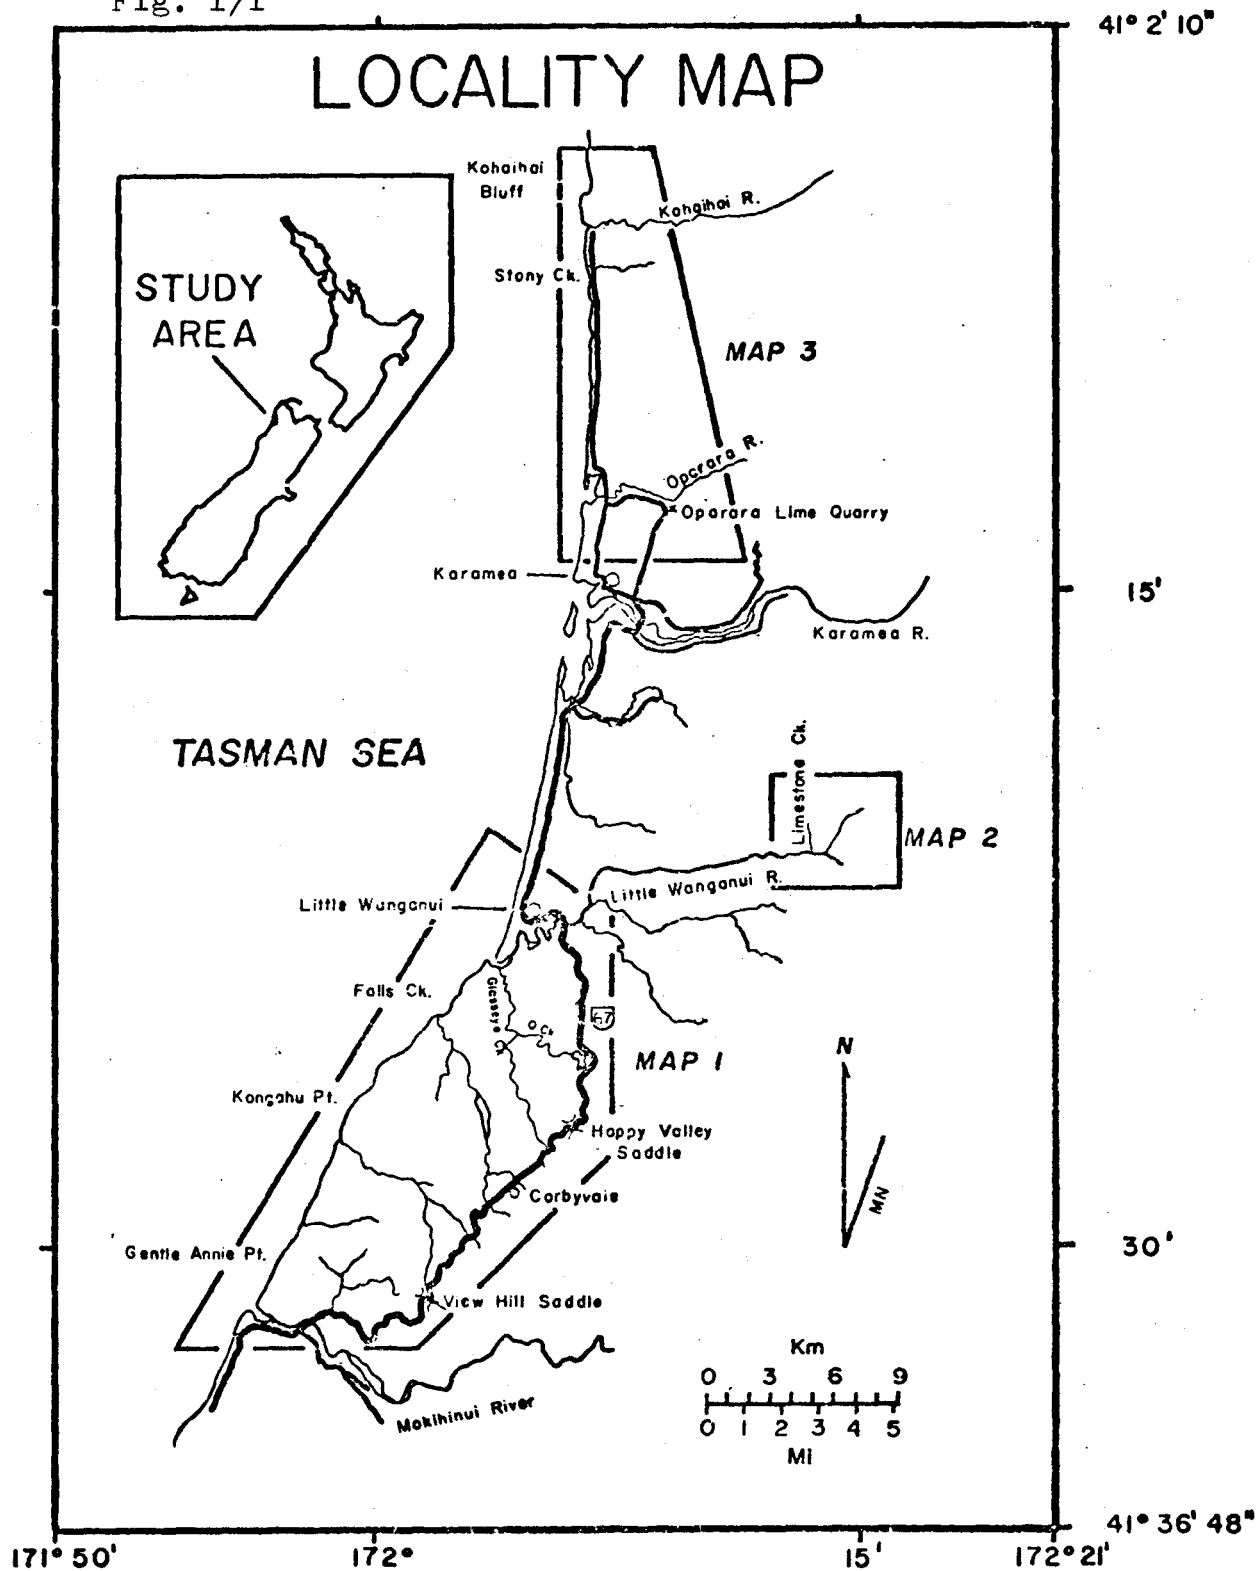 Fig. 1/1
41° 2' 10"
LOCALITY MAP
Kohaihai
Bluff
Kohaihai R.
Stony Ck.
STUDY
AREA
MAP 3
Oparara R.
Oparara Lime Quarry
Karamea
15'
Karamea R.
TASMAN SEA
Limestone Ck.
MAP 2
Little Wanganui R.
Little Wanganui
Falls Ck.
Glasseye Ck
O Ck
67
MAP 1
N
Kongahu Pt.
Happy Valley
Saddle
Corbyvale
MN
Gentle Annie Pt.
30'
View Hill Saddle
Km
0 3 6 9
0 1 2 3 4 5
Mi
Mokihinui River
41° 36' 48"
171° 50'
172°
15'
172° 21'